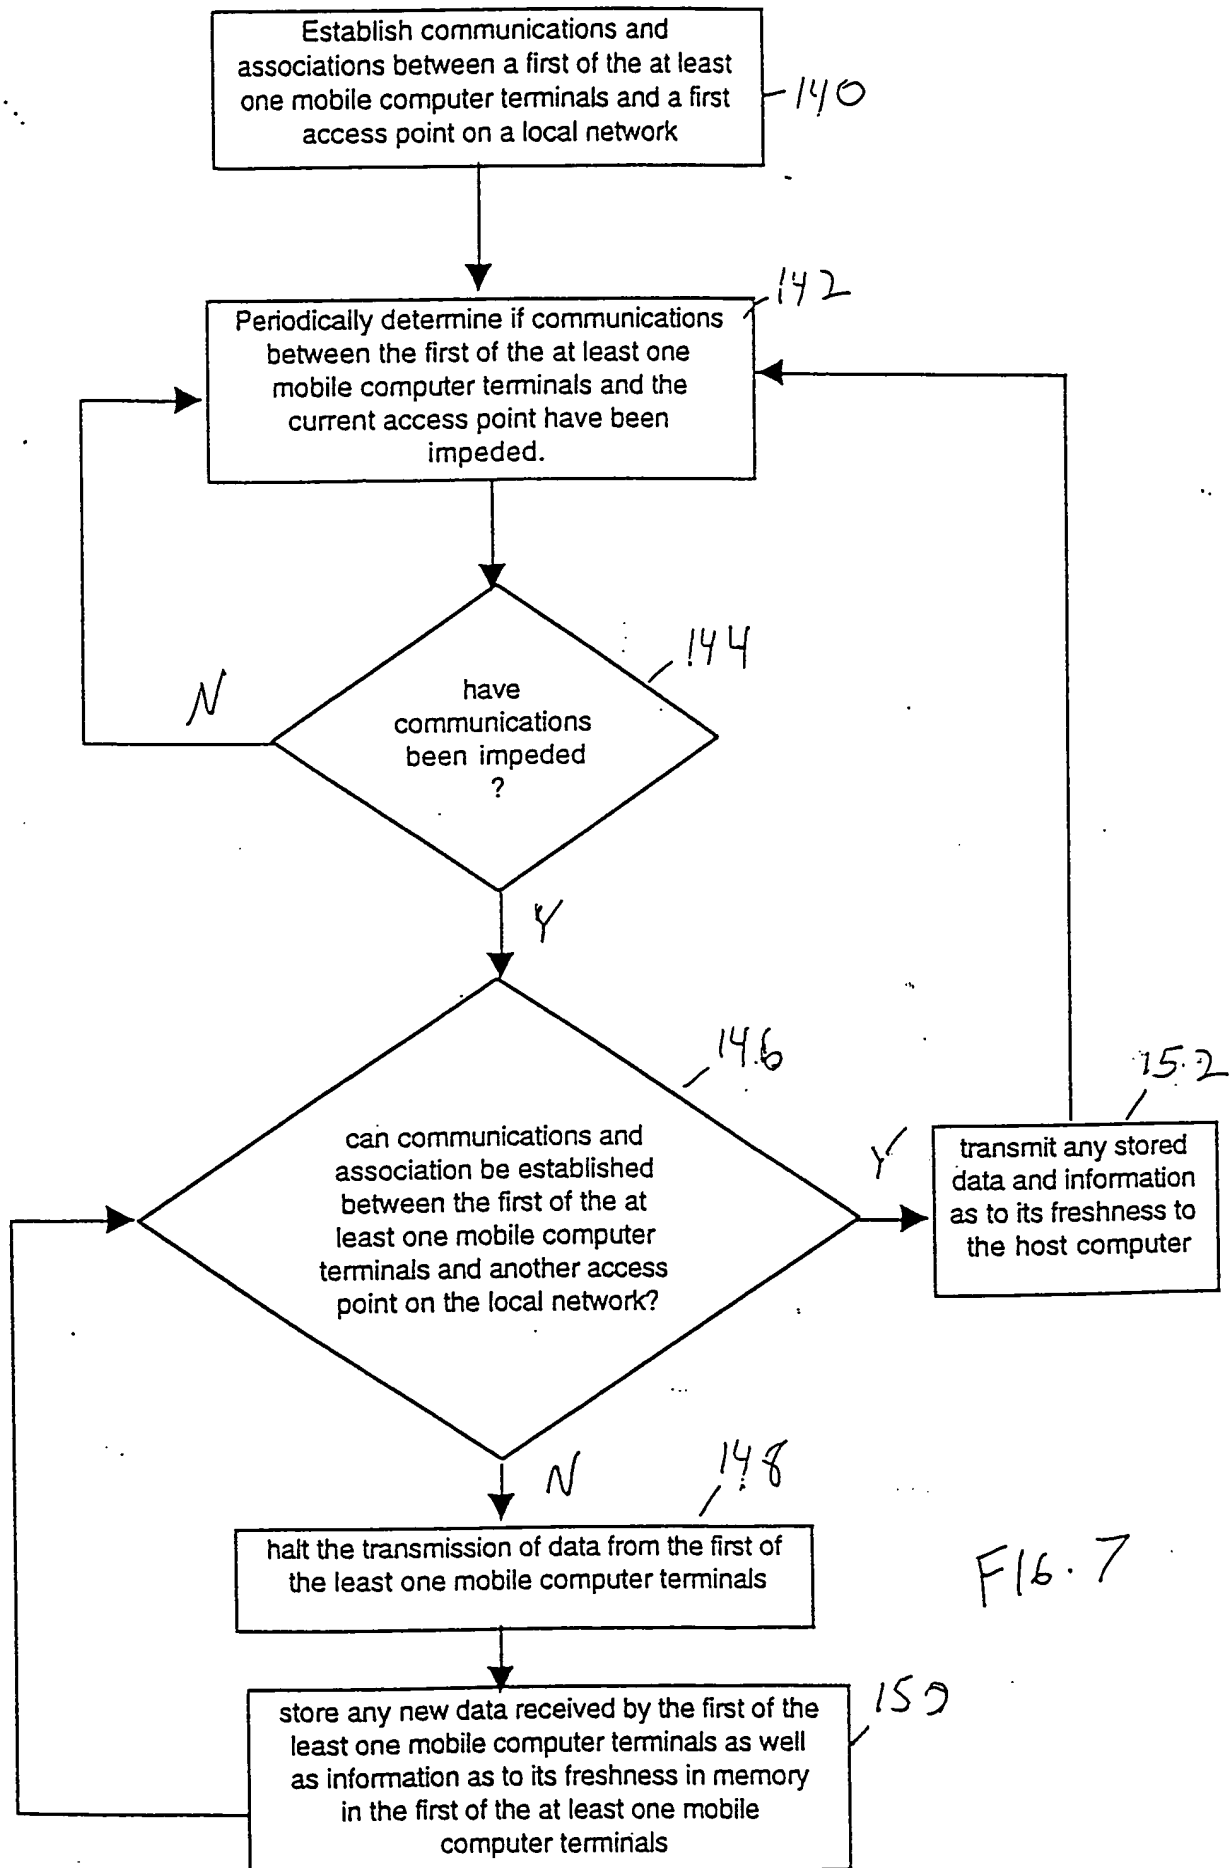 Establish communications and
associations between a first of the at least
one mobile computer terminals and a first
access point on a local network
140
142
Periodically determine if communications
between the first of the at least one
mobile computer terminals and the
current access point have been
impeded.
144
N
have
communications
been impeded
?
Y
146
can communications and
association be established
between the first of the at
least one mobile computer
terminals and another access
point on the local network?
Y
152
transmit any stored
data and information
as to its freshness to
the host computer
N
148
halt the transmission of data from the first of
the least one mobile computer terminals
FIG. 7
150
store any new data received by the first of the
least one mobile computer terminals as well
as information as to its freshness in memory
in the first of the at least one mobile
computer terminals